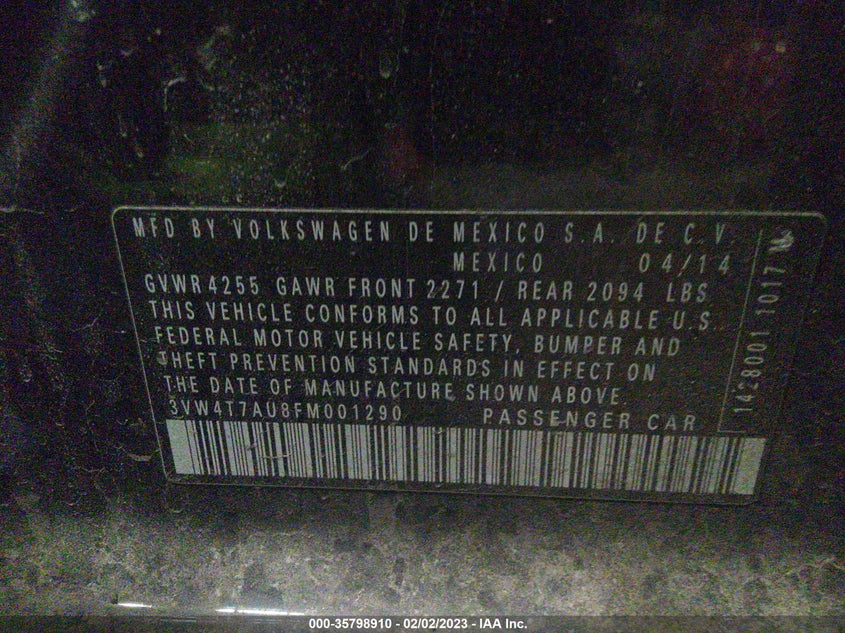 MFD BY VOLKSWAGEN DE MEXICO S.A. DE C.V.
MEXICO 04/14
GVWR 4255 GAWR FRONT 2271 / REAR 2094 LBS
THIS VEHICLE CONFORMS TO ALL APPLICABLE U.S.
FEDERAL MOTOR VEHICLE SAFETY, BUMPER AND
THEFT PREVENTION STANDARDS IN EFFECT ON
THE DATE OF MANUFACTURE SHOWN ABOVE.
3VW4T7AU8FM001290 PASSENGER CAR
1428001 1017
000-35798910 - 02/02/2023 - IAA Inc.